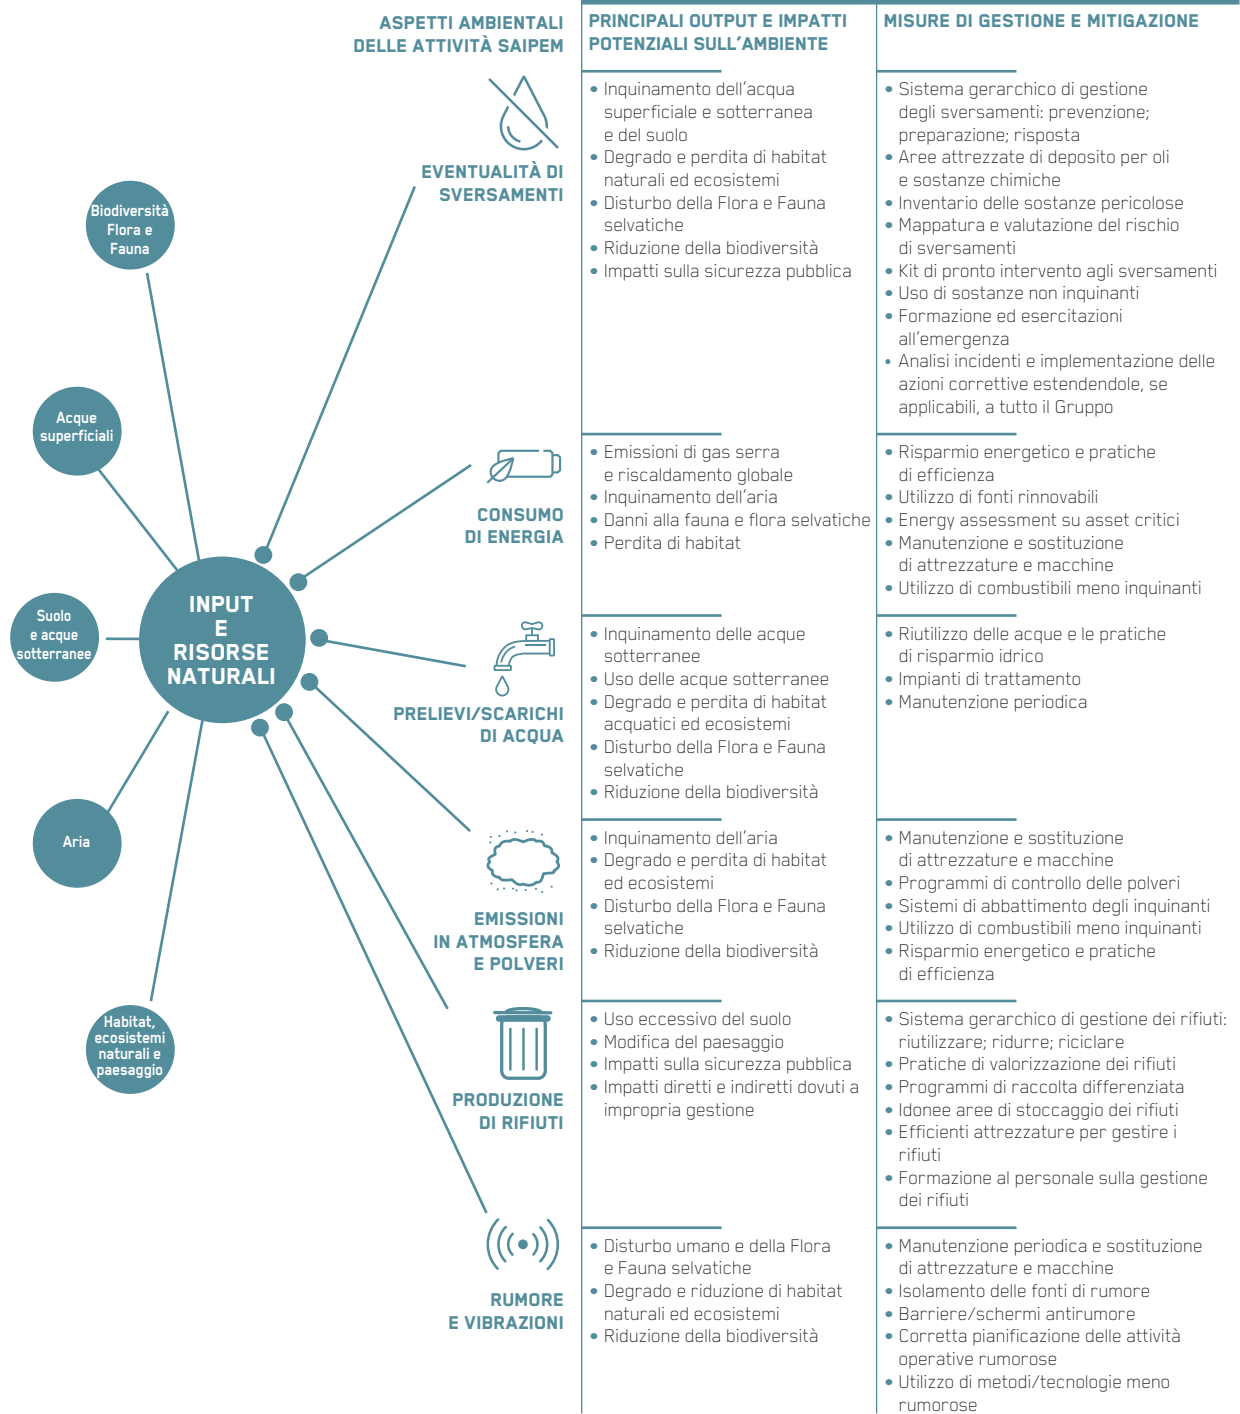 ASPETTI AMBIENTALI
DELLE ATTIVITÀ SAIPEM
PRINCIPALI OUTPUT E IMPATTI
POTENZIALI SULL'AMBIENTE
MISURE DI GESTIONE E MITIGAZIONE
Biodiversità
Flora e
Fauna
Acque
superficiali
Suolo
e acque
sotterranee
Aria
Habitat,
ecosistemi
naturali e
paesaggio
INPUT
E
RISORSE
NATURALI
EVENTUALITÀ DI
SVERSAMENTI
• Inquinamento dell'acqua
superficiale e sotterranea
e del suolo
• Degrado e perdita di habitat
naturali ed ecosistemi
• Disturbo della Flora e Fauna
selvatiche
• Riduzione della biodiversità
• Impatti sulla sicurezza pubblica
• Sistema gerarchico di gestione
degli sversamenti: prevenzione;
preparazione; risposta
• Aree attrezzate di deposito per oli
e sostanze chimiche
• Inventario delle sostanze pericolose
• Mappatura e valutazione del rischio
di sversamenti
• Kit di pronto intervento agli sversamenti
• Uso di sostanze non inquinanti
• Formazione ed esercitazioni
all'emergenza
• Analisi incidenti e implementazione delle
azioni correttive estendendole, se
applicabili, a tutto il Gruppo
CONSUMO
DI ENERGIA
• Emissioni di gas serra
e riscaldamento globale
• Inquinamento dell'aria
• Danni alla fauna e flora selvatiche
• Perdita di habitat
• Risparmio energetico e pratiche
di efficienza
• Utilizzo di fonti rinnovabili
• Energy assessment su asset critici
• Manutenzione e sostituzione
di attrezzature e macchine
• Utilizzo di combustibili meno inquinanti
PRELIEVI/SCARICHI
DI ACQUA
• Inquinamento delle acque
sotterranee
• Uso delle acque sotterranee
• Degrado e perdita di habitat
acquatici ed ecosistemi
• Disturbo della Flora e Fauna
selvatiche
• Riduzione della biodiversità
• Riutilizzo delle acque e le pratiche
di risparmio idrico
• Impianti di trattamento
• Manutenzione periodica
EMISSIONI
IN ATMOSFERA
E POLVERI
• Inquinamento dell'aria
• Degrado e perdita di habitat
ed ecosistemi
• Disturbo della Flora e Fauna
selvatiche
• Riduzione della biodiversità
• Manutenzione e sostituzione
di attrezzature e macchine
• Programmi di controllo delle polveri
• Sistemi di abbattimento degli inquinanti
• Utilizzo di combustibili meno inquinanti
• Risparmio energetico e pratiche
di efficienza
PRODUZIONE
DI RIFIUTI
• Uso eccessivo del suolo
• Modifica del paesaggio
• Impatti sulla sicurezza pubblica
• Impatti diretti e indiretti dovuti a
impropria gestione
• Sistema gerarchico di gestione dei rifiuti:
riutilizzare; ridurre; riciclare
• Pratiche di valorizzazione dei rifiuti
• Programmi di raccolta differenziata
• Idonee aree di stoccaggio dei rifiuti
• Efficienti attrezzature per gestire i
rifiuti
• Formazione al personale sulla gestione
dei rifiuti
RUMORE
E VIBRAZIONI
• Disturbo umano e della Flora
e Fauna selvatiche
• Degrado e riduzione di habitat
naturali ed ecosistemi
• Riduzione della biodiversità
• Manutenzione periodica e sostituzione
di attrezzature e macchine
• Isolamento delle fonti di rumore
• Barriere/schermi antirumore
• Corretta pianificazione delle attività
operative rumorose
• Utilizzo di metodi/tecnologie meno
rumorose